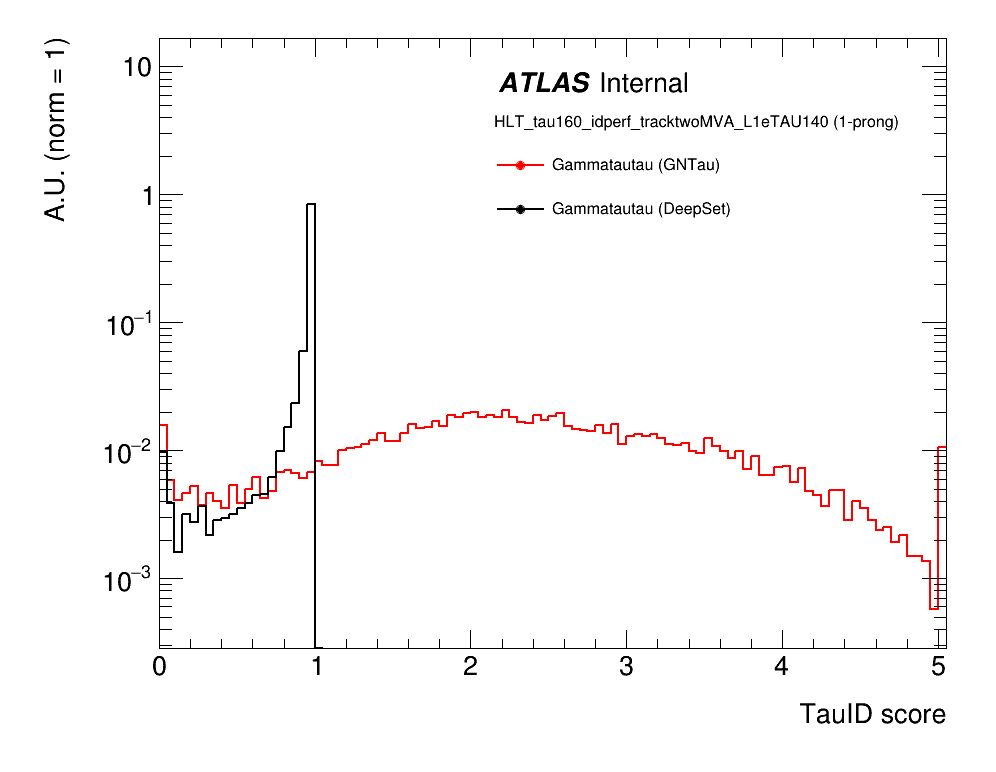 A.U. (norm = 1)
10
1
10⁻¹
10⁻²
10⁻³
ATLAS Internal
HLT_tau160_idperf_tracktwoMVA_L1eTAU140 (1-prong)
Gammatautau (GNTau)
Gammatautau (DeepSet)
0 1 2 3 4 5
TauID score